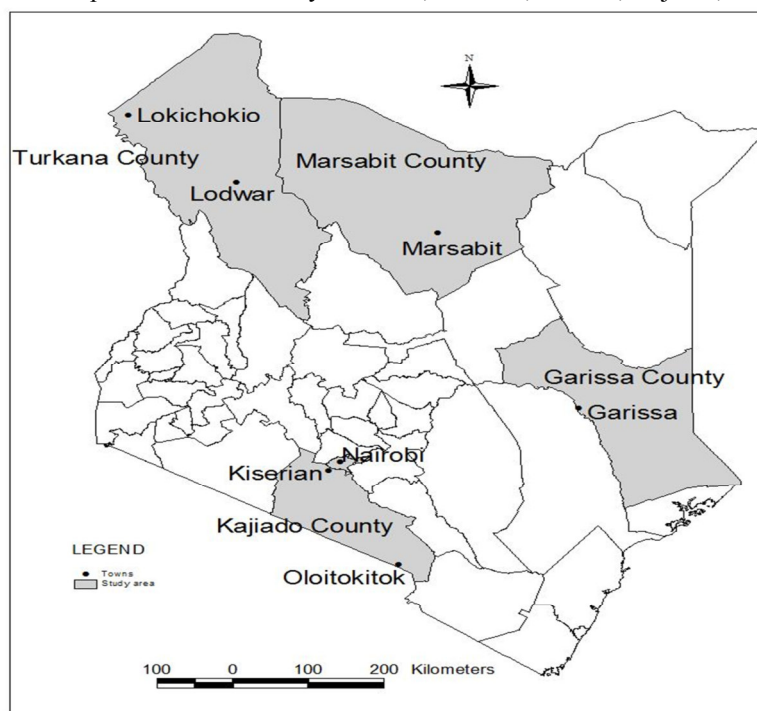 N
Lokichokio
Turkana County
Marsabit County
Lodwar
Marsabit
Garissa County
Garissa
Nairobi
Kiserian
Kajiado County
LEGEND
Towns
Study area
Oloitokitok
100 0 100 200 Kilometers